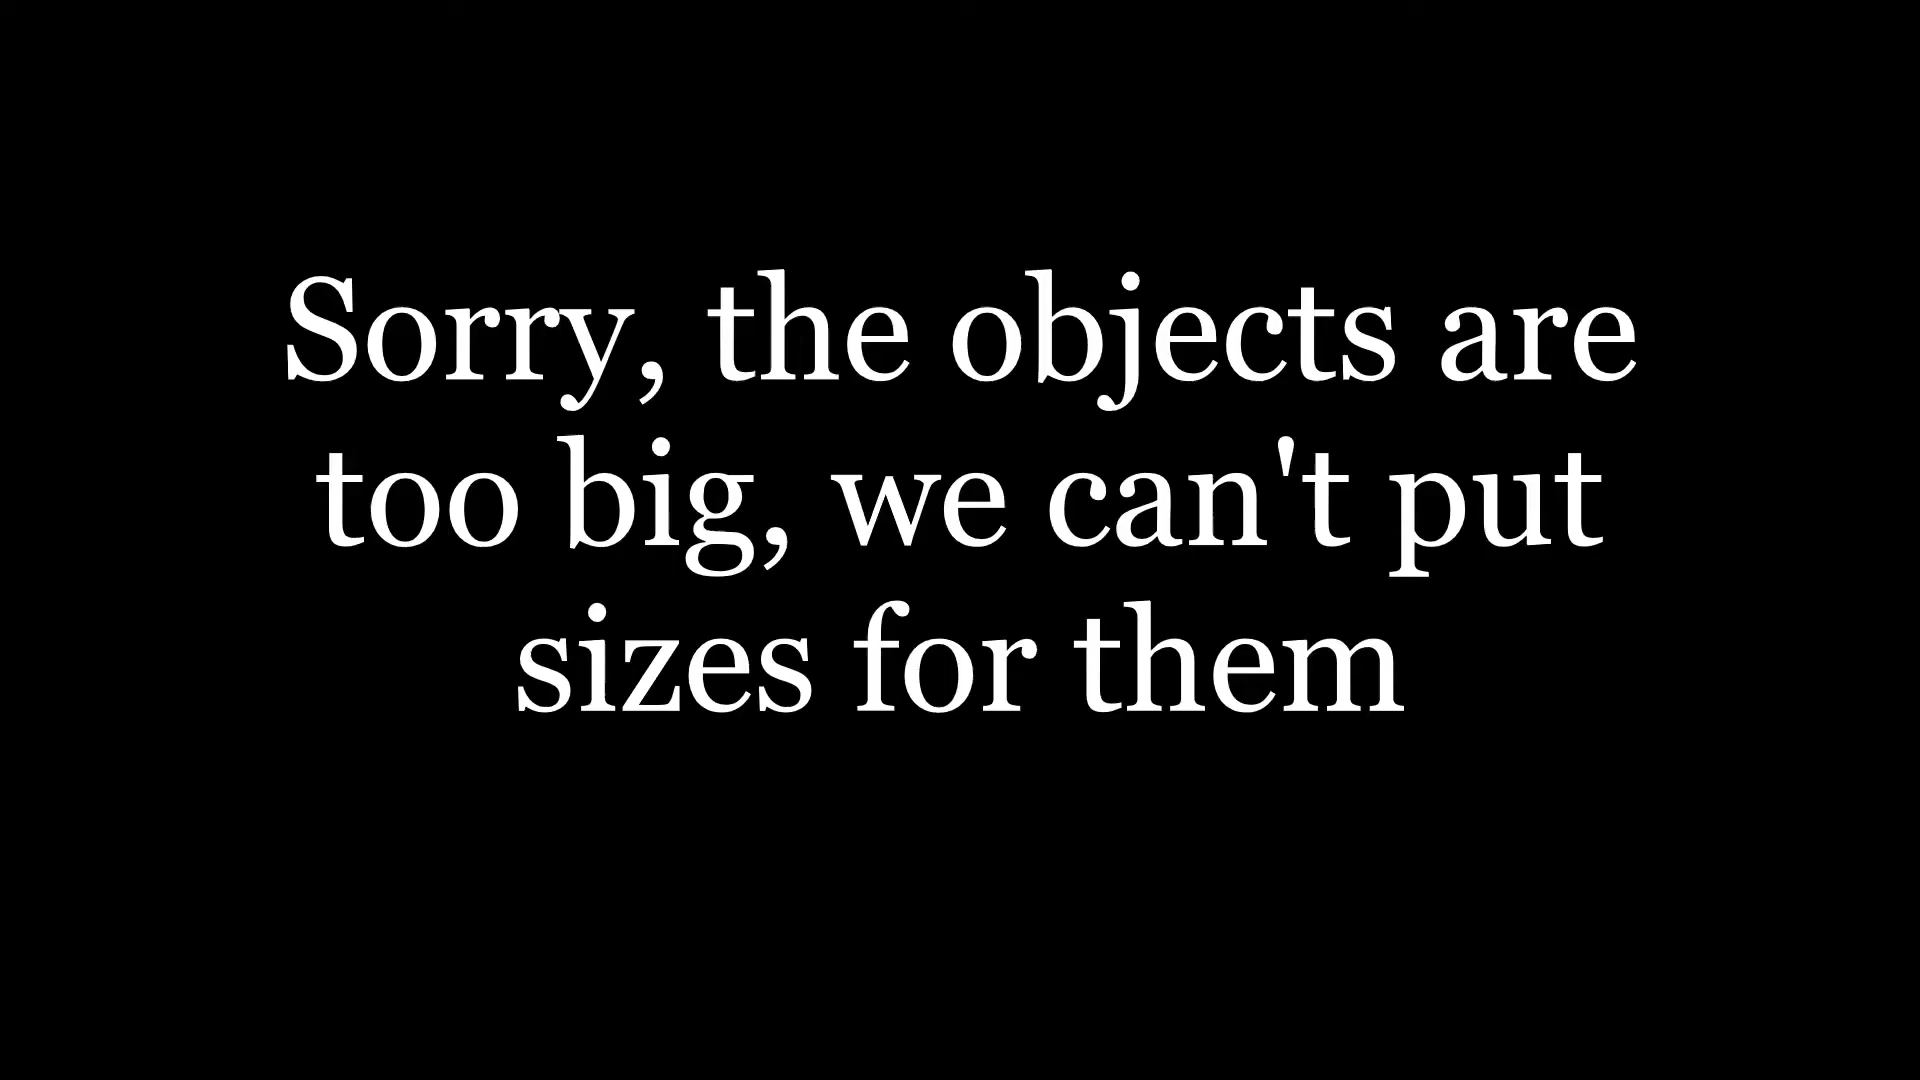 Sorry, the objects are
too big, we can't put
sizes for them